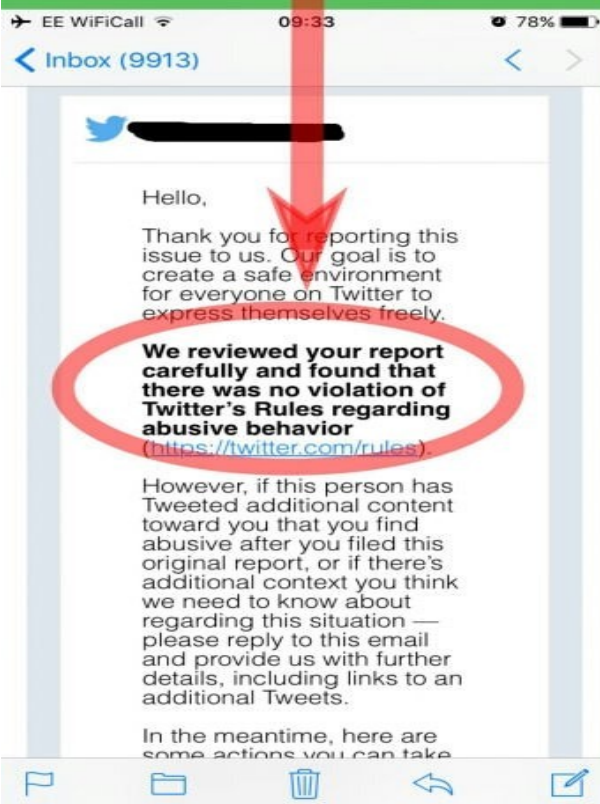 EE WiFiCall 09:33 78%
Inbox (9913)
Hello,
Thank you for reporting this
issue to us. Our goal is to
create a safe environment
for everyone on Twitter to
express themselves freely.
We reviewed your report
carefully and found that
there was no violation of
Twitter's Rules regarding
abusive behavior
(https://twitter.com/rules).
However, if this person has
Tweeted additional content
toward you that you find
abusive after you filed this
original report, or if there's
additional context you think
we need to know about
regarding this situation —
please reply to this email
and provide us with further
details, including links to an
additional Tweets.
In the meantime, here are
some actions you can take